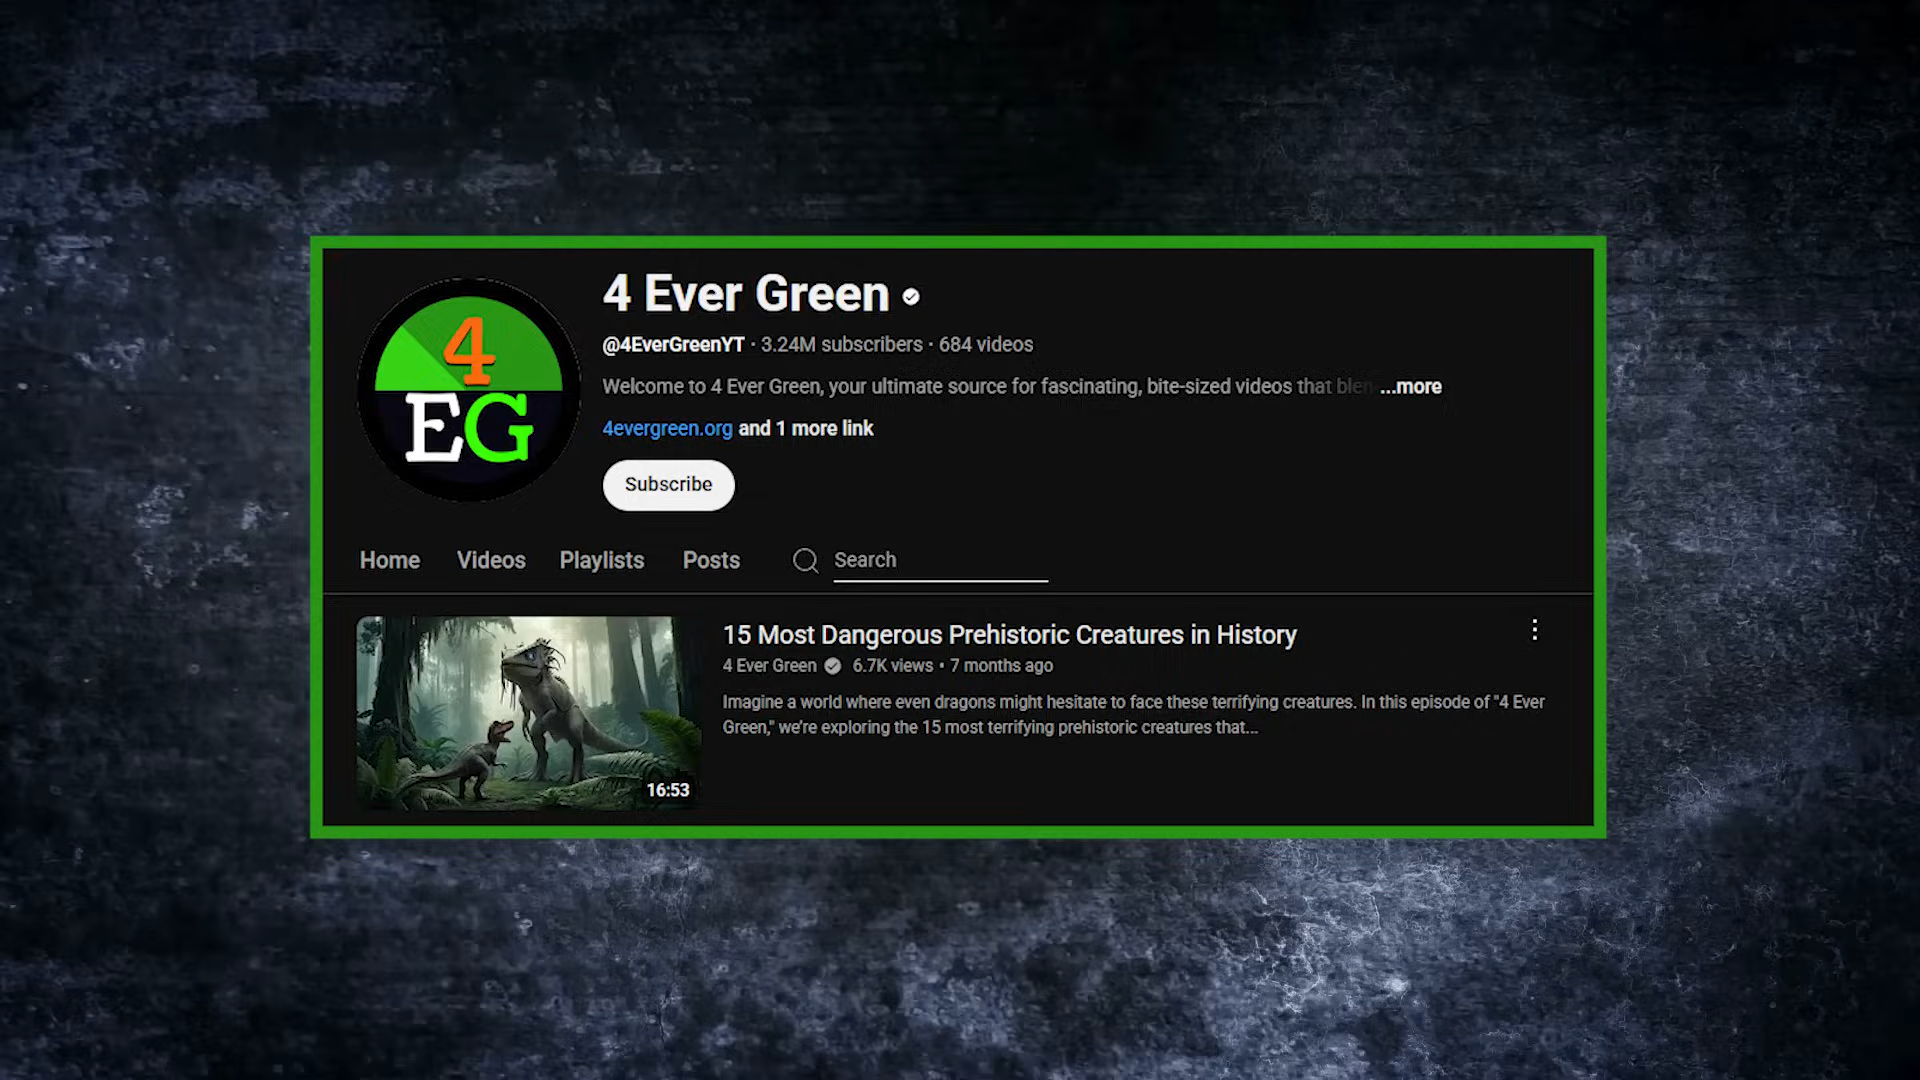 4
EG
4 Ever Green
@4EverGreenYT · 3.24M subscribers · 684 videos
Welcome to 4 Ever Green, your ultimate source for fascinating, bite-sized videos that blen ...more
4evergreen.org and 1 more link
Subscribe
Home Videos Playlists Posts Search
15 Most Dangerous Prehistoric Creatures in History
4 Ever Green 6.7K views • 7 months ago
Imagine a world where even dragons might hesitate to face these terrifying creatures. In this episode of "4 Ever
Green," we're exploring the 15 most terrifying prehistoric creatures that...
16:53